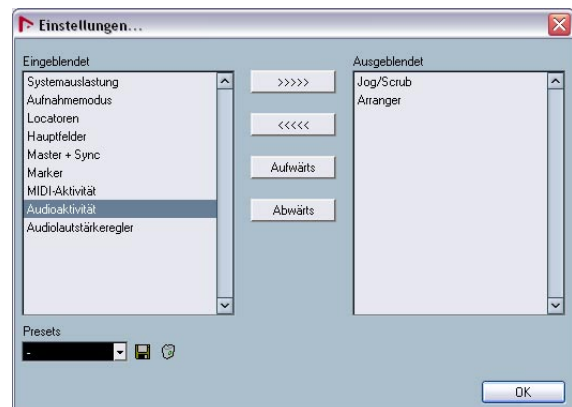 Einstellungen...
Eingeblendet
Systemauslastung
Aufnahmemodus
Locatoren
Hauptfelder
Master + Sync
Marker
MIDI-Aktivität
Audioaktivität
Audiolautstärkeregler
>>>>>
<<<<<
Aufwärts
Abwärts
Ausgeblendet
Jog/Scrub
Arranger
Presets
-
OK